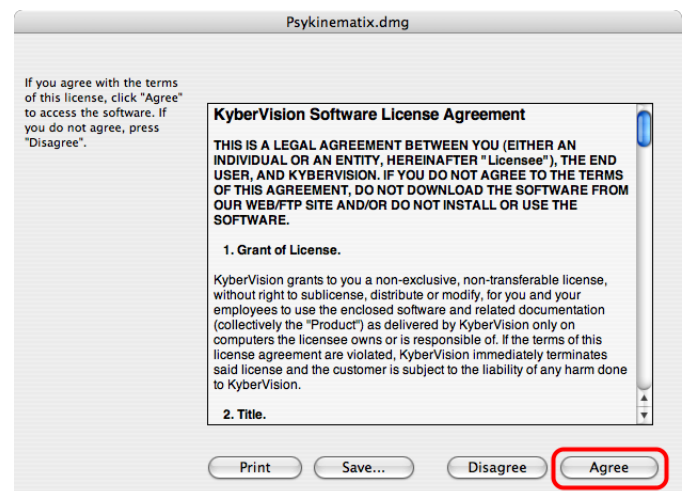 Psykinematix.dmg
If you agree with the terms
of this license, click "Agree"
to access the software. If
you do not agree, press
"Disagree".
KyberVision Software License Agreement
THIS IS A LEGAL AGREEMENT BETWEEN YOU (EITHER AN
INDIVIDUAL OR AN ENTITY, HEREINAFTER "Licensee"), THE END
USER, AND KYBERVISION. IF YOU DO NOT AGREE TO THE TERMS
OF THIS AGREEMENT, DO NOT DOWNLOAD THE SOFTWARE FROM
OUR WEB/FTP SITE AND/OR DO NOT INSTALL OR USE THE
SOFTWARE.
1. Grant of License.
KyberVision grants to you a non-exclusive, non-transferable license,
without right to sublicense, distribute or modify, for you and your
employees to use the enclosed software and related documentation
(collectively the "Product") as delivered by KyberVision only on
computers the licensee owns or is responsible of. If the terms of this
license agreement are violated, KyberVision immediately terminates
said license and the customer is subject to the liability of any harm done
to KyberVision.
2. Title.
Print Save... Disagree Agree